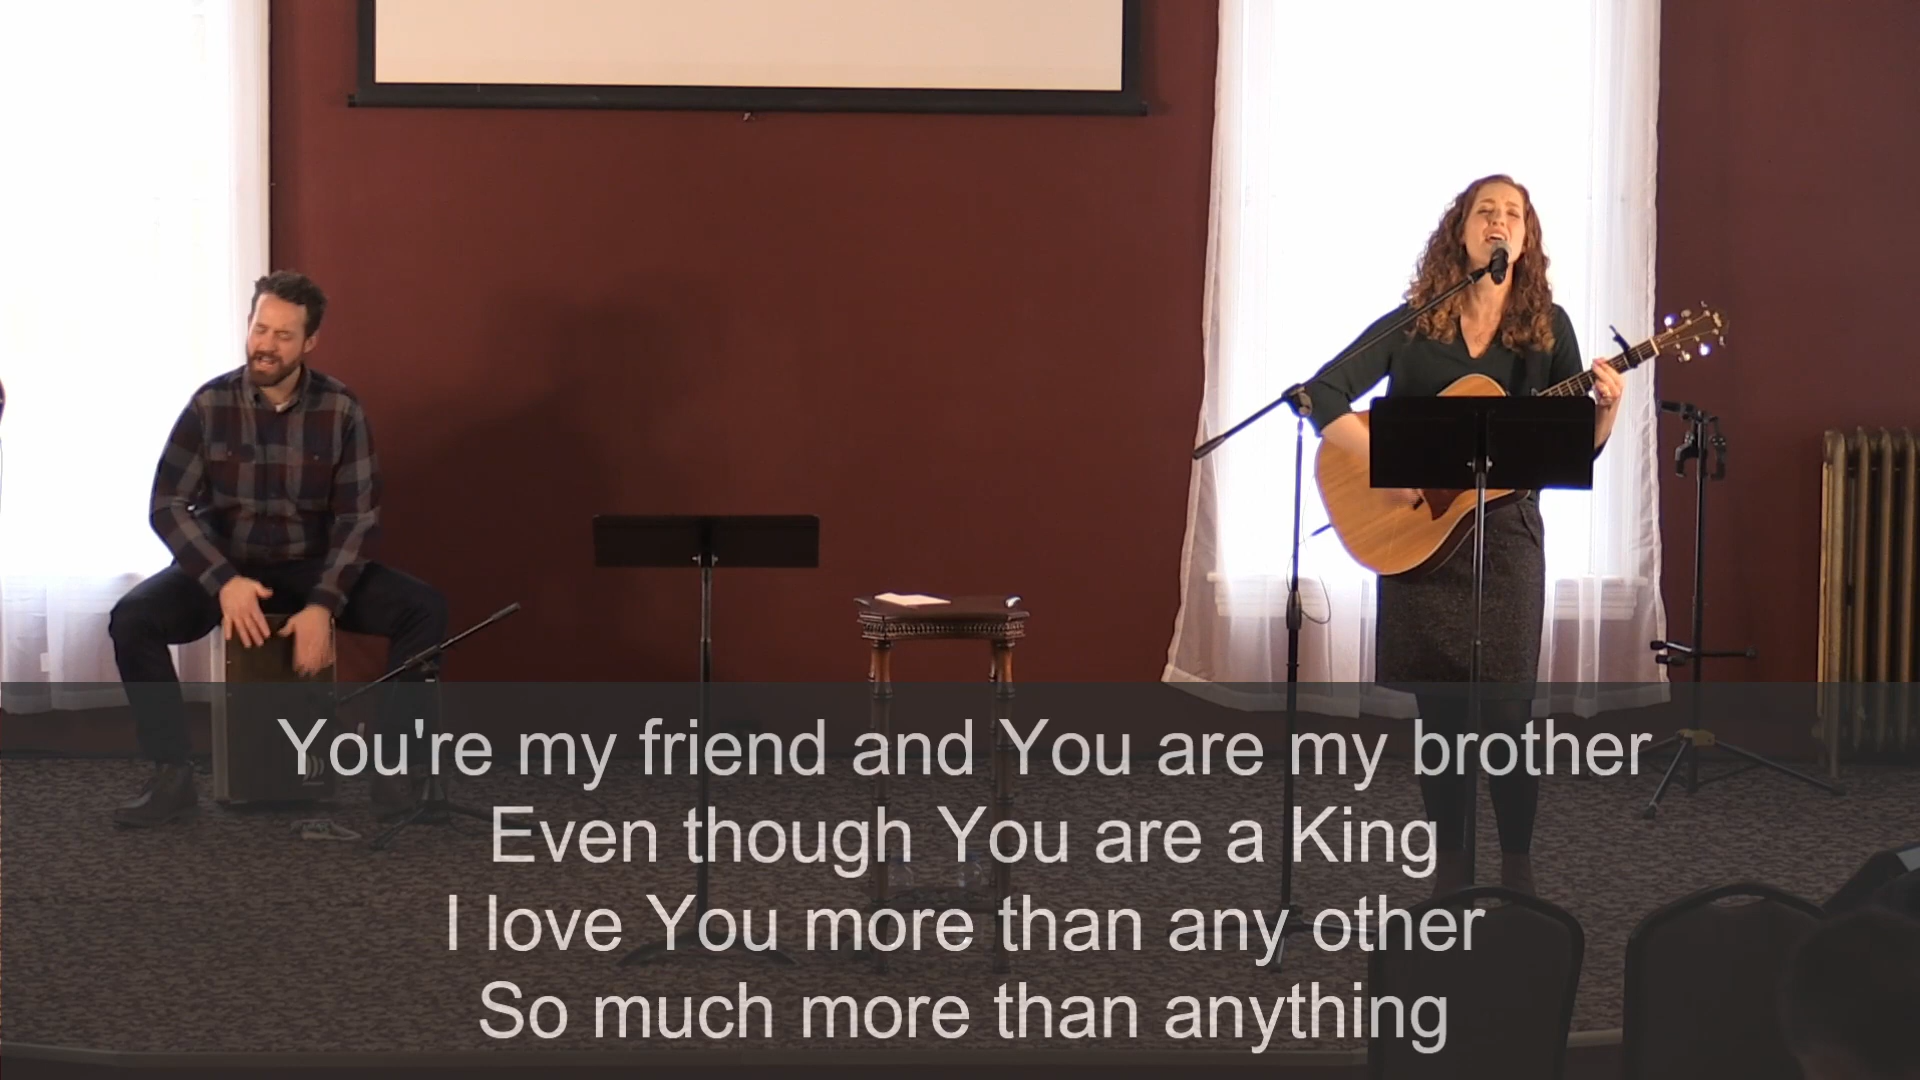 You're my friend and You are my brother
Even though You are a King
I love You more than any other
So much more than anything